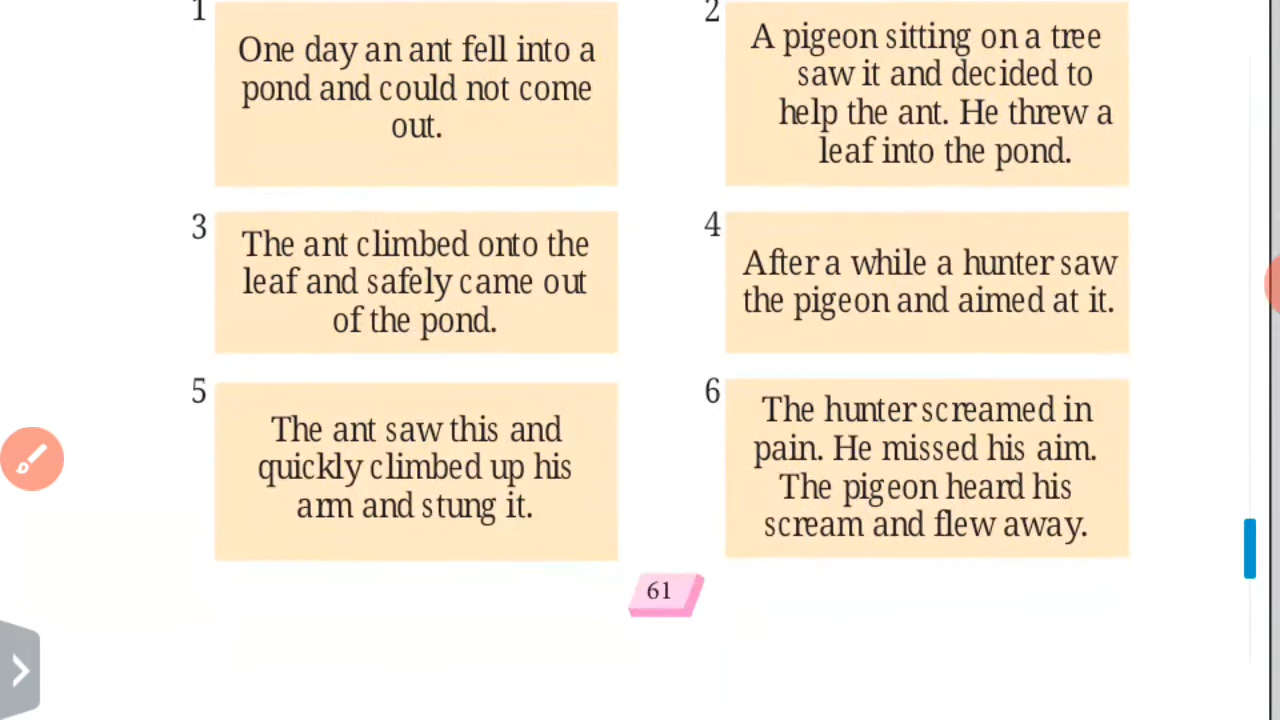 1
One day an ant fell into a
pond and could not come
out.
2
A pigeon sitting on a tree
saw it and decided to
help the ant. He threw a
leaf into the pond.
3
The ant climbed onto the
leaf and safely came out
of the pond.
4
After a while a hunter saw
the pigeon and aimed at it.
5
The ant saw this and
quickly climbed up his
arm and stung it.
6
The hunter screamed in
pain. He missed his aim.
The pigeon heard his
scream and flew away.
61